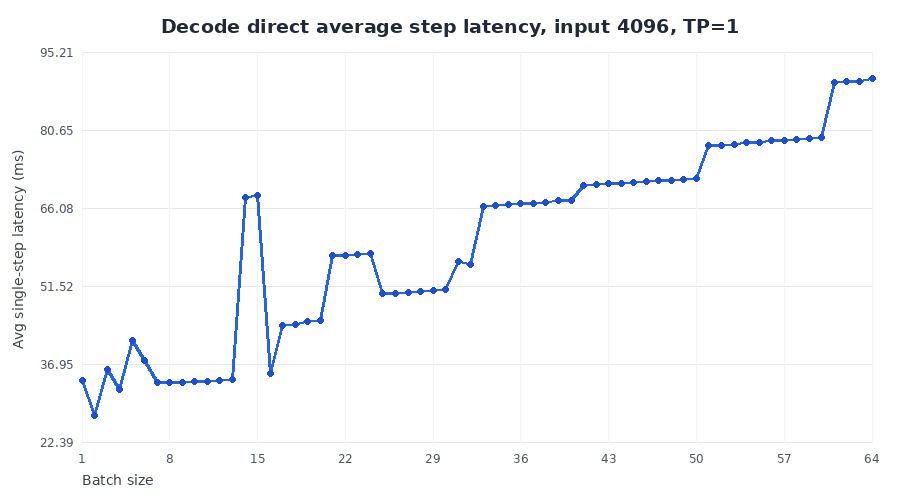 Decode direct average step latency, input 4096, TP=1
95.21
80.65
66.08
51.52
36.95
22.39
Avg single-step latency (ms)
1 8 15 22 29 36 43 50 57 64
Batch size